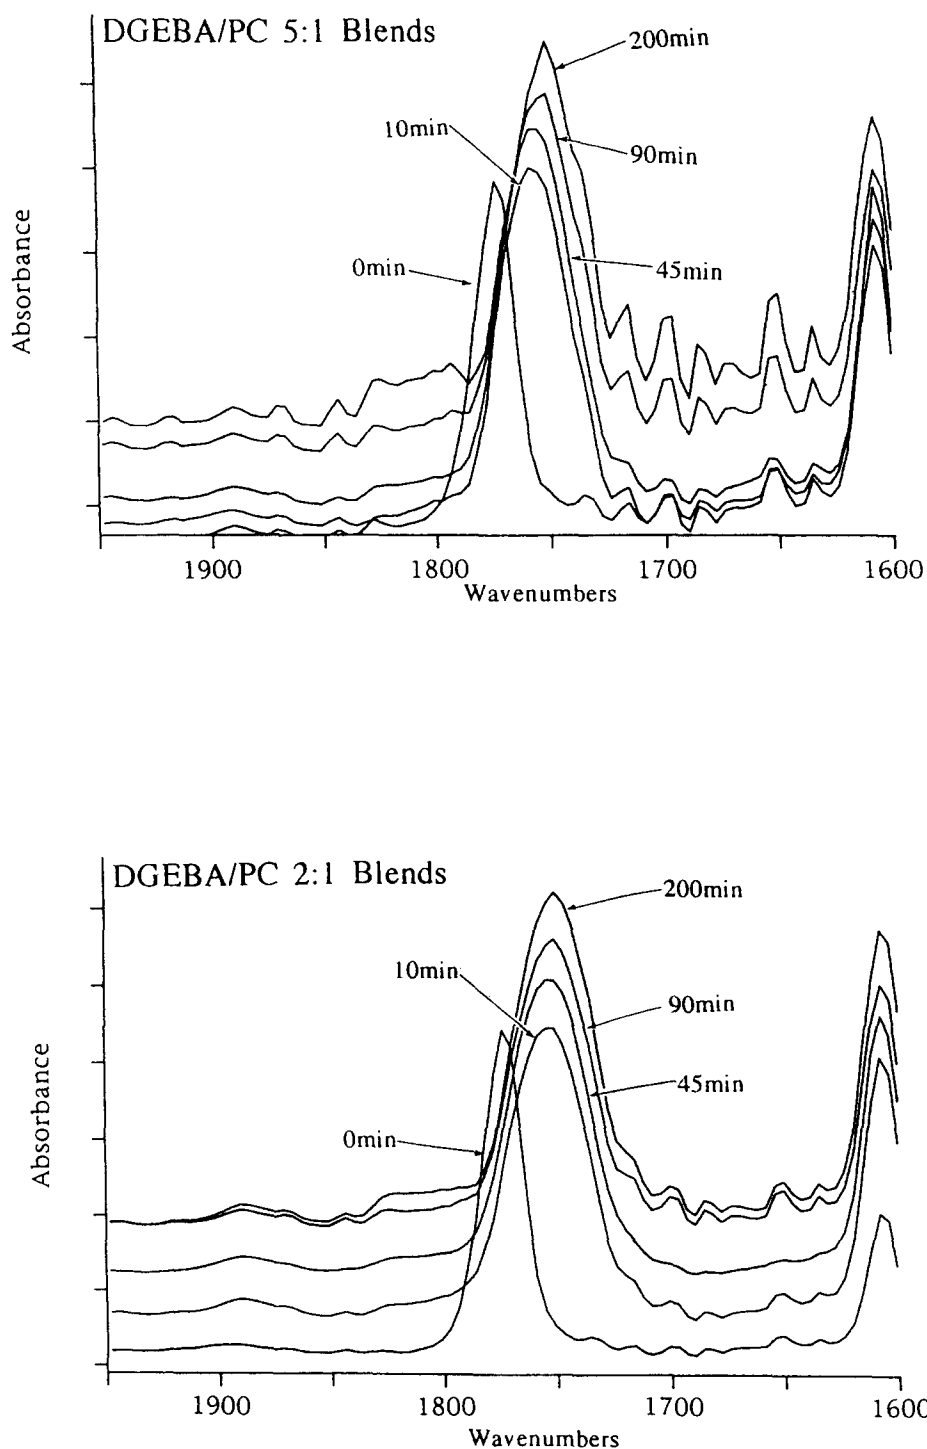 DGEBA/PC 5:1 Blends
200min
10min
90min
0min
45min
Absorbance
1900
1800
1700
1600
Wavenumbers
DGEBA/PC 2:1 Blends
200min
10min
90min
45min
0min
Absorbance
1900
1800
1700
1600
Wavenumbers